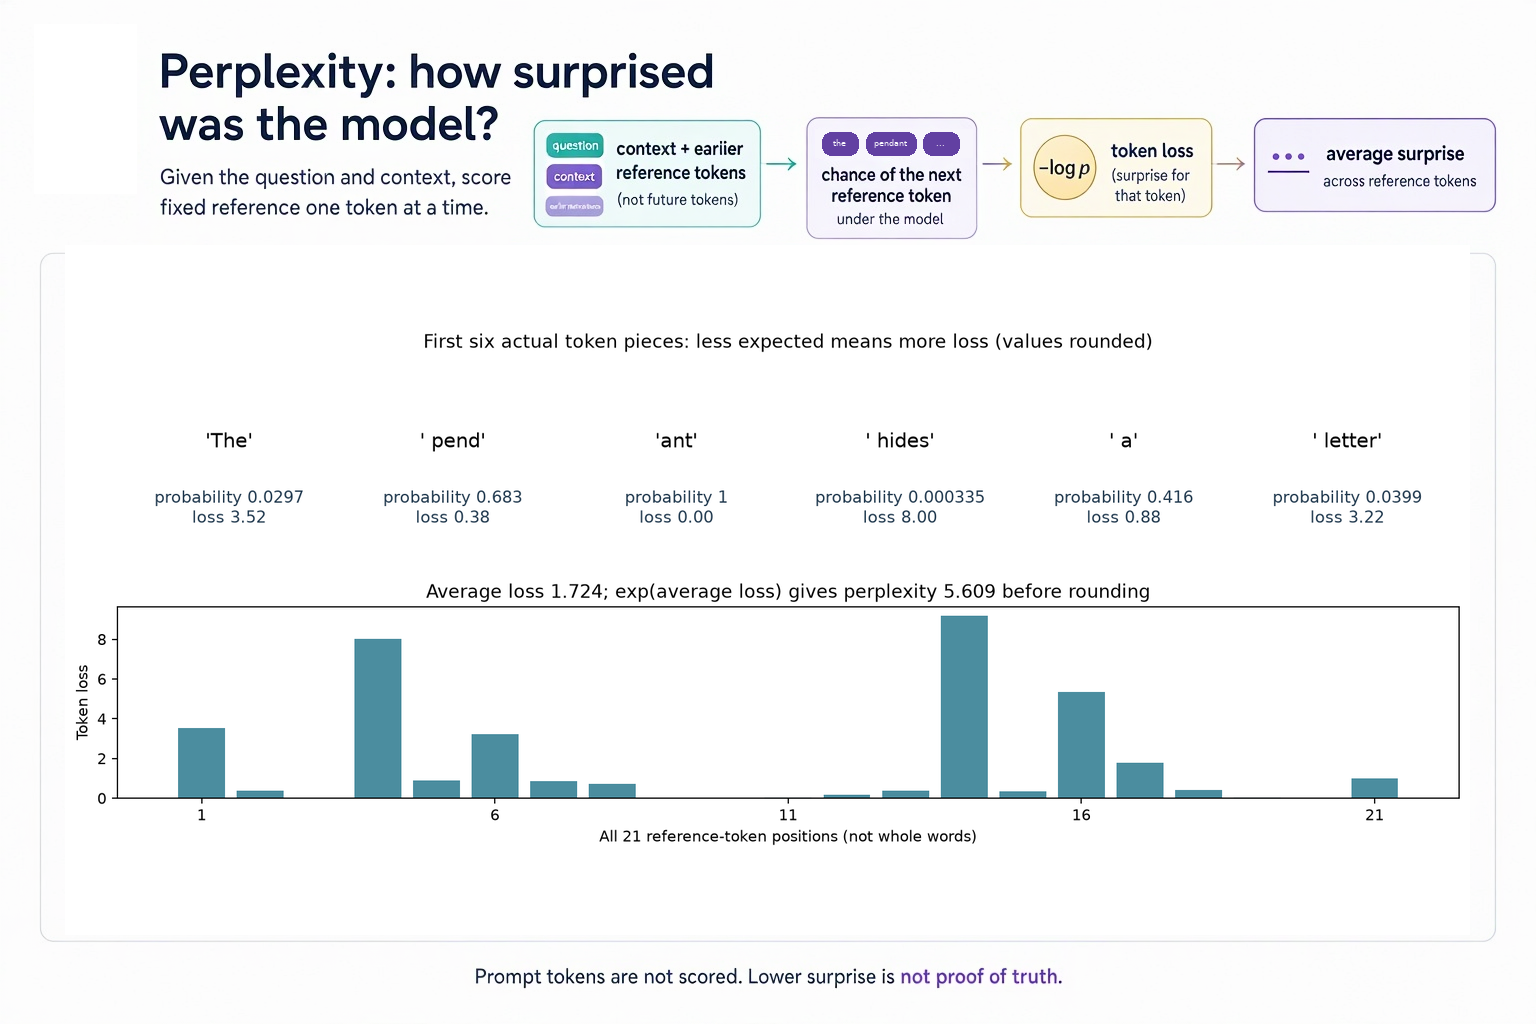 Perplexity: how surprised
was the model?
Given the question and context, score
fixed reference one token at a time.
question
context
context + eariier
reference tokens
(not future tokens)
the
pendant
...
chance of the next
reference token
under the model
−log p
token loss
(surprise for
that token)
average surprise
across reference tokens
First six actual token pieces: less expected means more loss (values rounded)
'The'
' pend'
'ant'
' hides'
' a'
' letter'
probability 0.0297
loss 3.52
probability 0.683
loss 0.38
probability 1
loss 0.00
probability 0.000335
loss 8.00
probability 0.416
loss 0.88
probability 0.0399
loss 3.22
Average loss 1.724; exp(average loss) gives perplexity 5.609 before rounding
Token loss
8
6
4
2
0
1
6
11
16
21
All 21 reference-token positions (not whole words)
Prompt tokens are not scored. Lower surprise is not proof of truth.